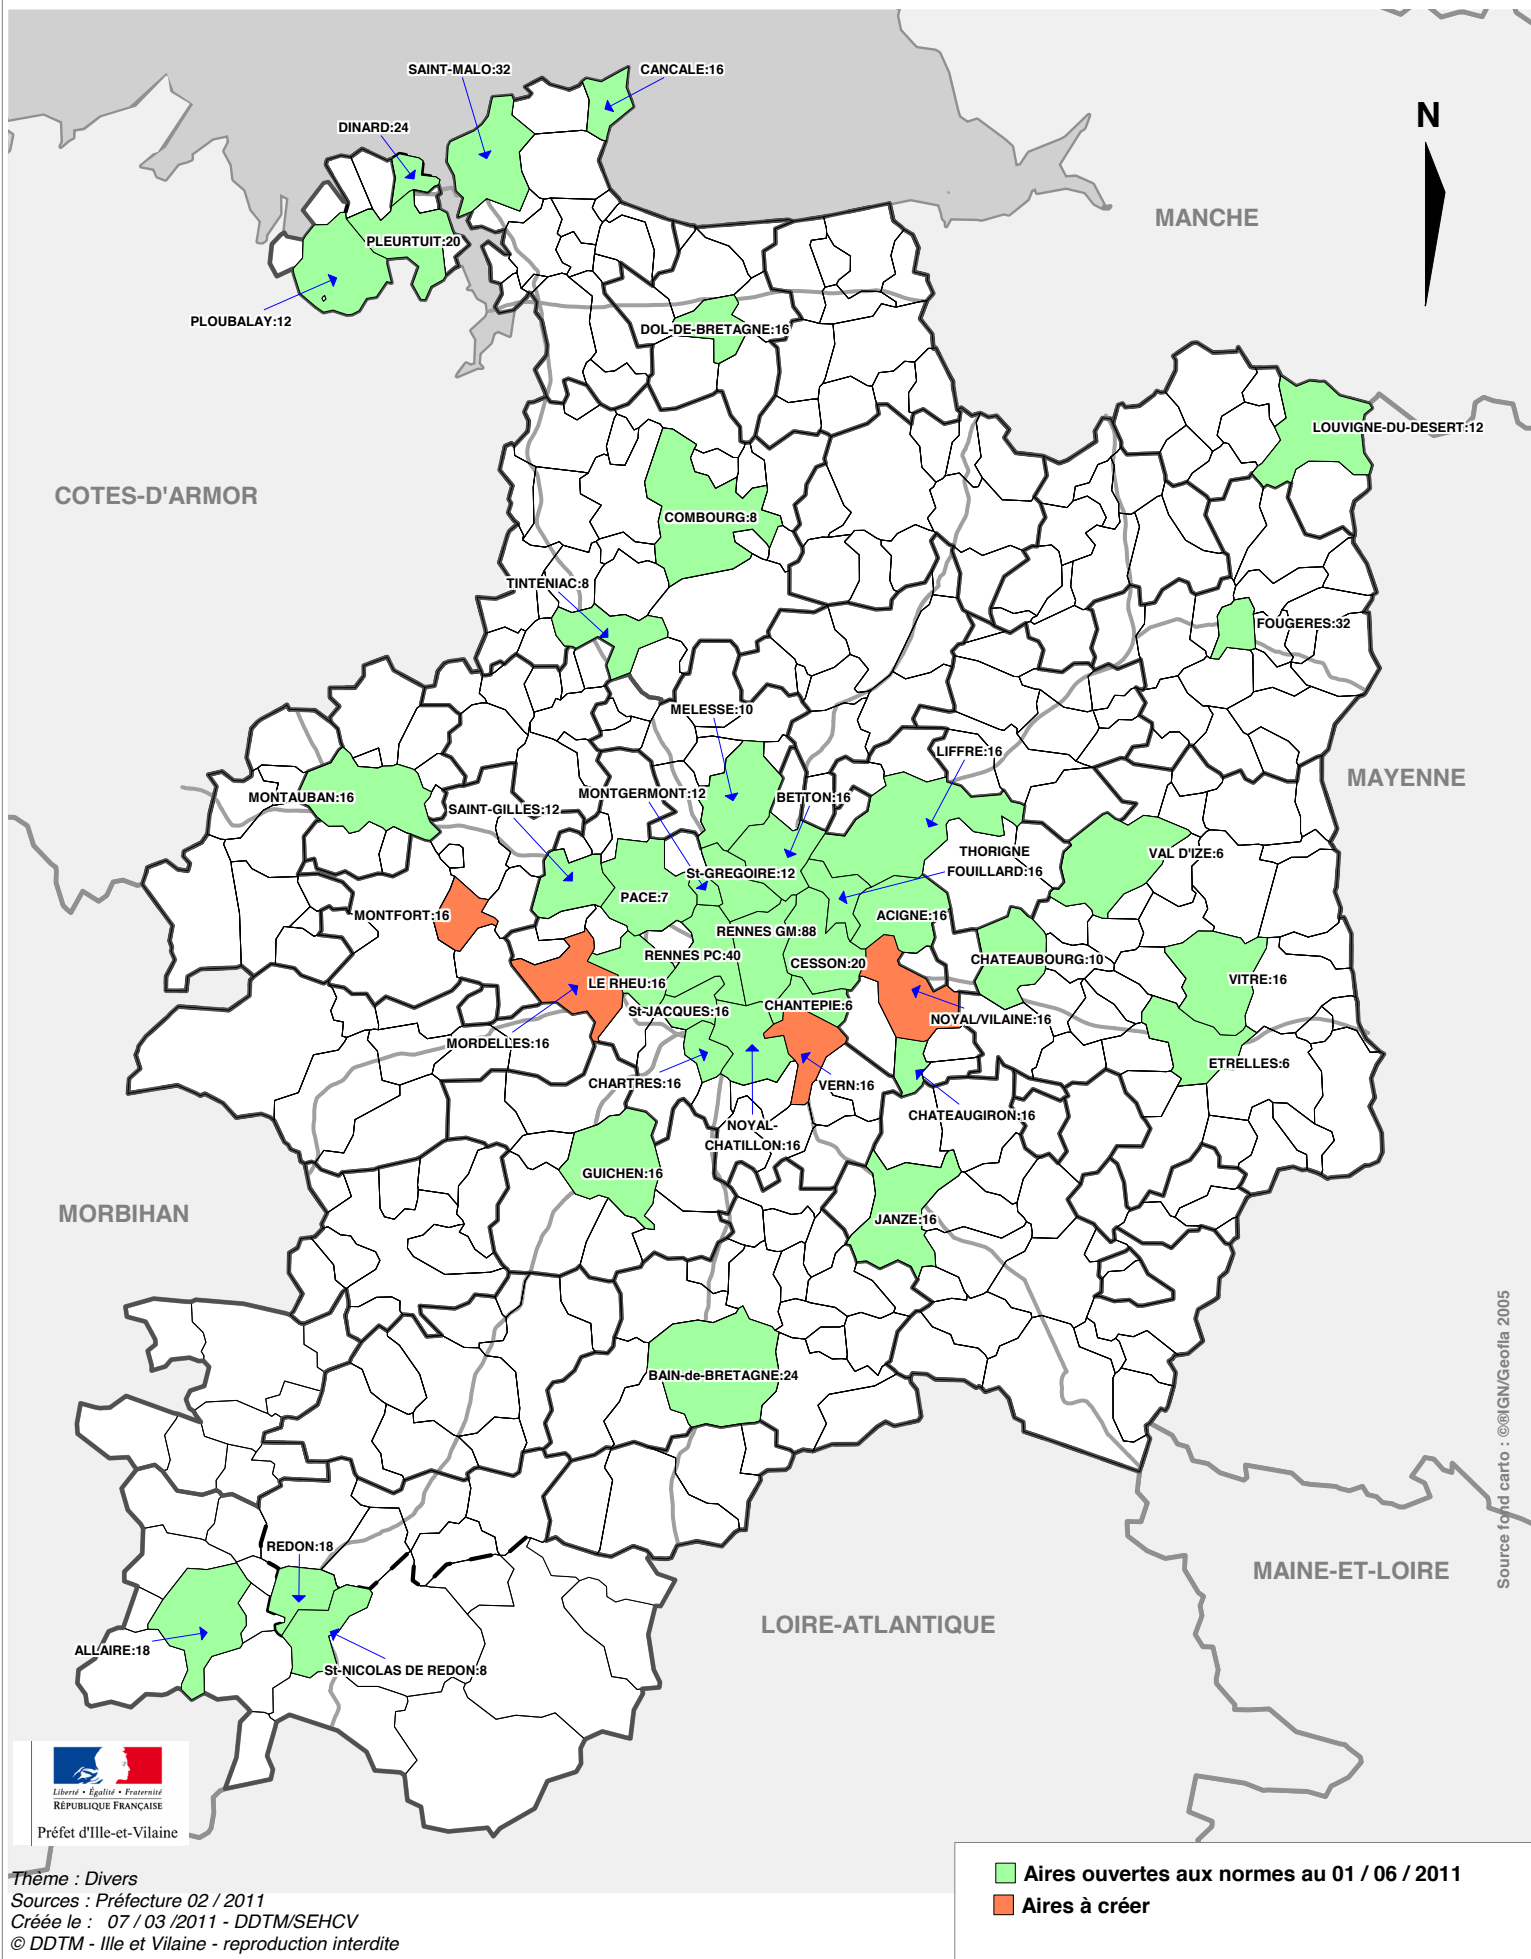 SAINT-MALO:32
CANCALE:16
DINARD:24
N
MANCHE
PLEURTUIT:20
PLOUBALAY:12
DOL-DE-BRETAGNE:16
LOUVIGNE-DU-DESERT:12
COTES-D'ARMOR
COMBOURG:8
TINTENIAC:8
FOUGERES:32
MELESSE:10
LIFFRE:16
MAYENNE
MONTAUBAN:16
MONTGERMONT:12
BETTON:16
SAINT-GILLES:12
THORIGNE
FOUILLARD:16
VAL D'IZE:6
St-GREGOIRE:12
PACE:7
MONTFORT:16
ACIGNE:16
RENNES GM:88
RENNES PC:40
CESSON:20
CHATEAUBOURG:10
LE RHEU:16
VITRE:16
St-JACQUES:16
CHANTEPIE:6
NOYAL/VILAINE:16
MORDELLES:16
ETRELLES:6
CHARTRES:16
VERN:16
CHATEAUGIRON:16
NOYAL-
CHATILLON:16
GUICHEN:16
MORBIHAN
JANZE:16
BAIN-de-BRETAGNE:24
Source fond carto : ©®IGN/Geofla 2005
REDON:18
MAINE-ET-LOIRE
LOIRE-ATLANTIQUE
ALLAIRE:18
St-NICOLAS DE REDON:8
Liberté • Égalité • Fraternité
RÉPUBLIQUE FRANÇAISE
Préfet d'Ille-et-Vilaine
Thème : Divers
Sources : Préfecture 02 / 2011
Créée le : 07 / 03 /2011 - DDTM/SEHCV
© DDTM - Ille et Vilaine - reproduction interdite
Aires ouvertes aux normes au 01 / 06 / 2011
Aires à créer